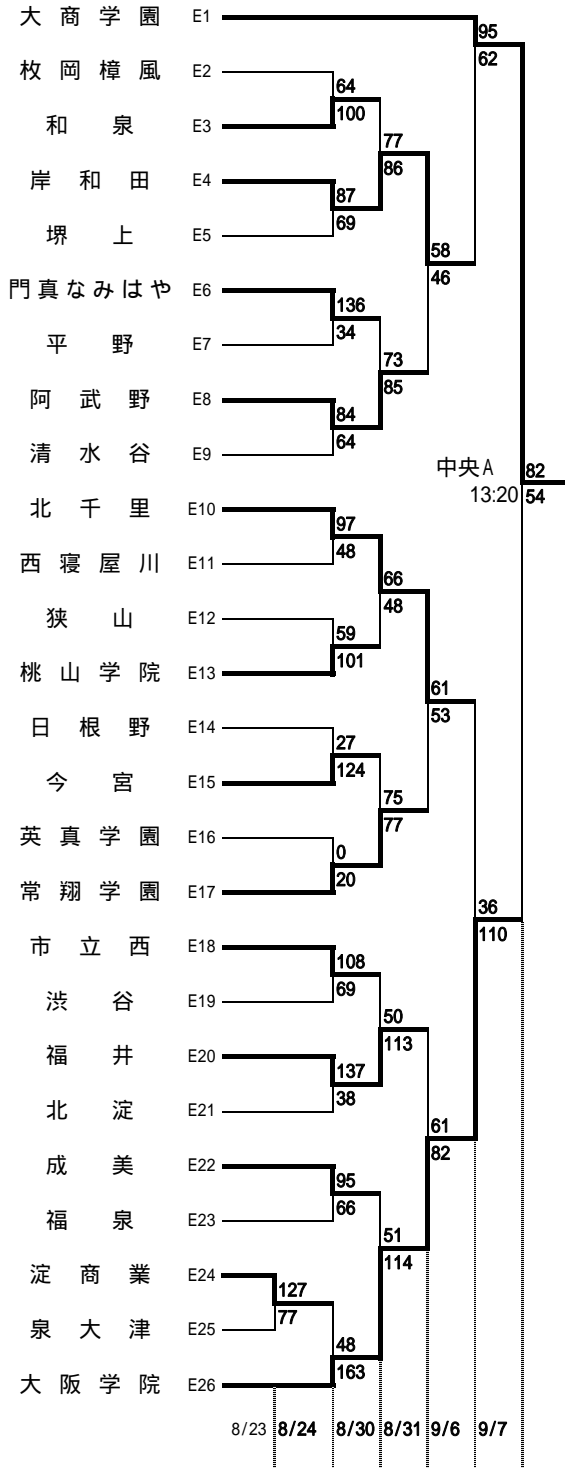 大商学園 E1
95
62
枚岡樟風 E2
64
100
和泉 E3
77
86
岸和田 E4
87
69
堺上 E5
58
46
門真なみはや E6
136
34
平野 E7
73
85
阿武野 E8
84
64
清水谷 E9
中央A 82
13:20 54
北千里 E10
97
48
西寝屋川 E11
66
48
狭山 E12
59
101
桃山学院 E13
61
53
日根野 E14
27
124
今宮 E15
75
77
英真学園 E16
0
20
常翔学園 E17
36
110
市立西 E18
108
69
渋谷 E19
50
113
福井 E20
137
38
北淀 E21
61
82
成美 E22
95
66
福泉 E23
51
114
淀商業 E24
127
77
泉大津 E25
48
163
大阪学院 E26
8/23 8/24 8/30 8/31 9/6 9/7